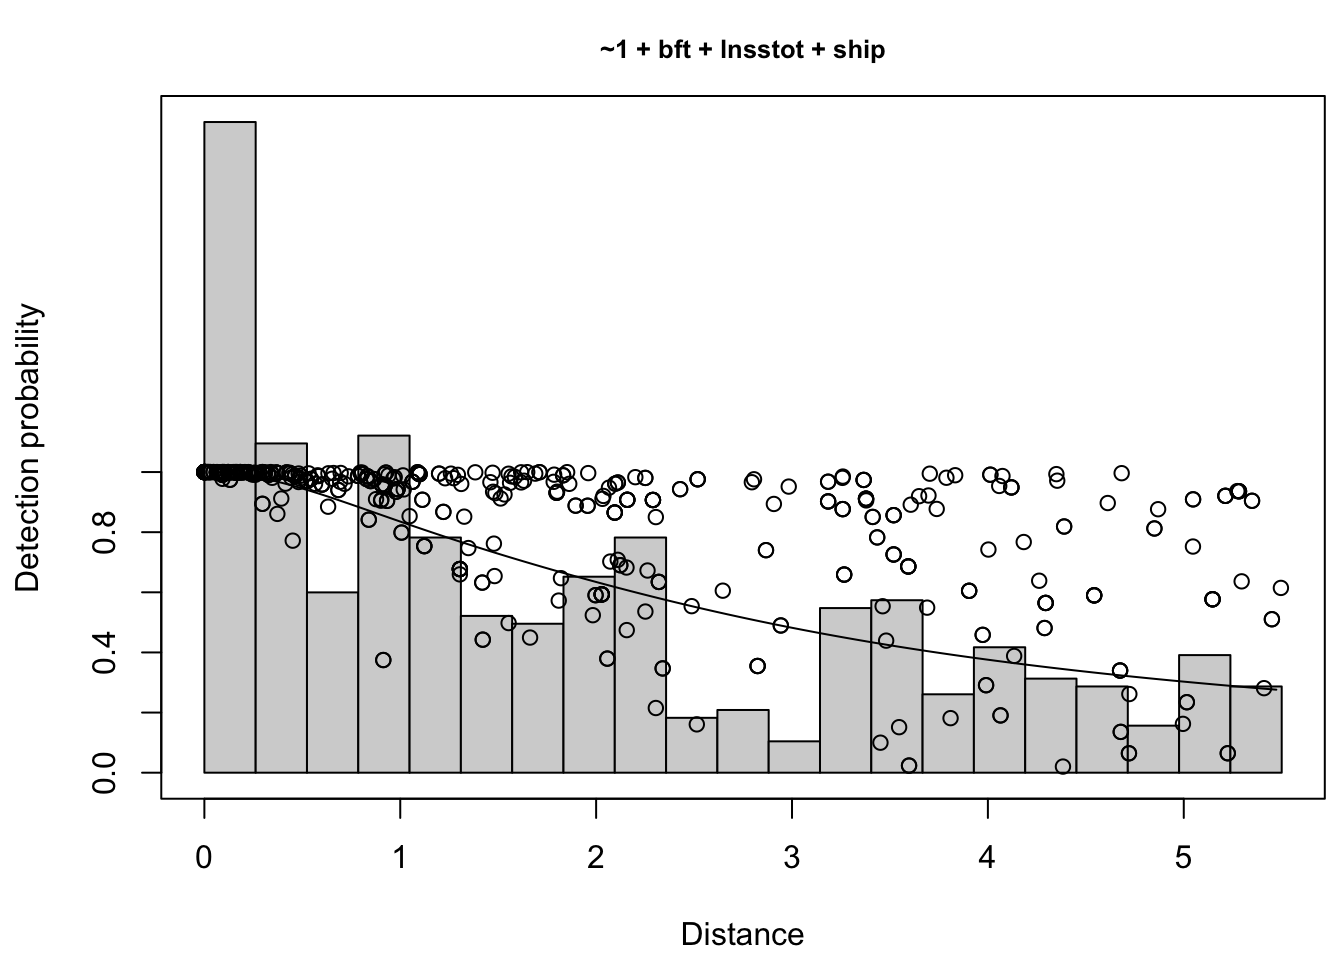 ~1 + bft + lnsstot + ship
Detection probability
0.8
0.4
0.0
0 1 2 3 4 5
Distance